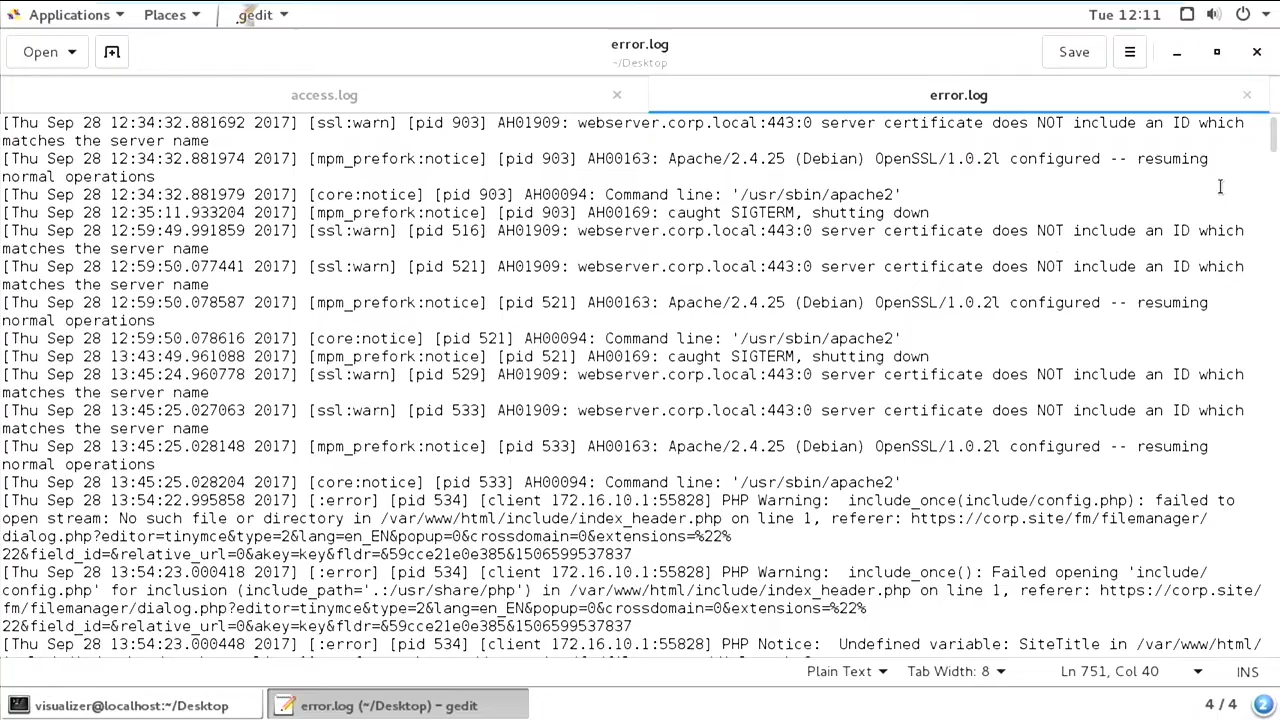 Applications Places gedit Tue 12:11
Open error.log Save
~/Desktop
access.log error.log
[Thu Sep 28 12:34:32.881692 2017] [ssl:warn] [pid 903] AH01909: webserver.corp.local:443:0 server certificate does NOT include an ID which
matches the server name
[Thu Sep 28 12:34:32.881974 2017] [mpm_prefork:notice] [pid 903] AH00163: Apache/2.4.25 (Debian) OpenSSL/1.0.2l configured -- resuming
normal operations
[Thu Sep 28 12:34:32.881979 2017] [core:notice] [pid 903] AH00094: Command line: '/usr/sbin/apache2'
[Thu Sep 28 12:35:11.933204 2017] [mpm_prefork:notice] [pid 903] AH00169: caught SIGTERM, shutting down
[Thu Sep 28 12:59:49.991859 2017] [ssl:warn] [pid 516] AH01909: webserver.corp.local:443:0 server certificate does NOT include an ID which
matches the server name
[Thu Sep 28 12:59:50.077441 2017] [ssl:warn] [pid 521] AH01909: webserver.corp.local:443:0 server certificate does NOT include an ID which
matches the server name
[Thu Sep 28 12:59:50.078587 2017] [mpm_prefork:notice] [pid 521] AH00163: Apache/2.4.25 (Debian) OpenSSL/1.0.2l configured -- resuming
normal operations
[Thu Sep 28 12:59:50.078616 2017] [core:notice] [pid 521] AH00094: Command line: '/usr/sbin/apache2'
[Thu Sep 28 13:43:49.961088 2017] [mpm_prefork:notice] [pid 521] AH00169: caught SIGTERM, shutting down
[Thu Sep 28 13:45:24.960778 2017] [ssl:warn] [pid 529] AH01909: webserver.corp.local:443:0 server certificate does NOT include an ID which
matches the server name
[Thu Sep 28 13:45:25.027063 2017] [ssl:warn] [pid 533] AH01909: webserver.corp.local:443:0 server certificate does NOT include an ID which
matches the server name
[Thu Sep 28 13:45:25.028148 2017] [mpm_prefork:notice] [pid 533] AH00163: Apache/2.4.25 (Debian) OpenSSL/1.0.2l configured -- resuming
normal operations
[Thu Sep 28 13:45:25.028204 2017] [core:notice] [pid 533] AH00094: Command line: '/usr/sbin/apache2'
[Thu Sep 28 13:54:22.995858 2017] [:error] [pid 534] [client 172.16.10.1:55828] PHP Warning:  include_once(include/config.php): failed to
open stream: No such file or directory in /var/www/html/include/index_header.php on line 1, referer: https://corp.site/fm/filemanager/
dialog.php?editor=tinymce&type=2&lang=en_EN&popup=0&crossdomain=0&extensions=%22%
22&field_id=&relative_url=0&akey=key&fldr=&59cce21e0e385&1506599537837
[Thu Sep 28 13:54:23.000418 2017] [:error] [pid 534] [client 172.16.10.1:55828] PHP Warning:  include_once(): Failed opening 'include/
config.php' for inclusion (include_path='.:/usr/share/php') in /var/www/html/include/index_header.php on line 1, referer: https://corp.site/
fm/filemanager/dialog.php?editor=tinymce&type=2&lang=en_EN&popup=0&crossdomain=0&extensions=%22%
22&field_id=&relative_url=0&akey=key&fldr=&59cce21e0e385&1506599537837
[Thu Sep 28 13:54:23.000448 2017] [:error] [pid 534] [client 172.16.10.1:55828] PHP Notice:  Undefined variable: SiteTitle in /var/www/html/
Plain Text Tab Width: 8 Ln 751, Col 40 INS
visualizer@localhost:~/Desktop error.log (~/Desktop) - gedit 4 / 4 2